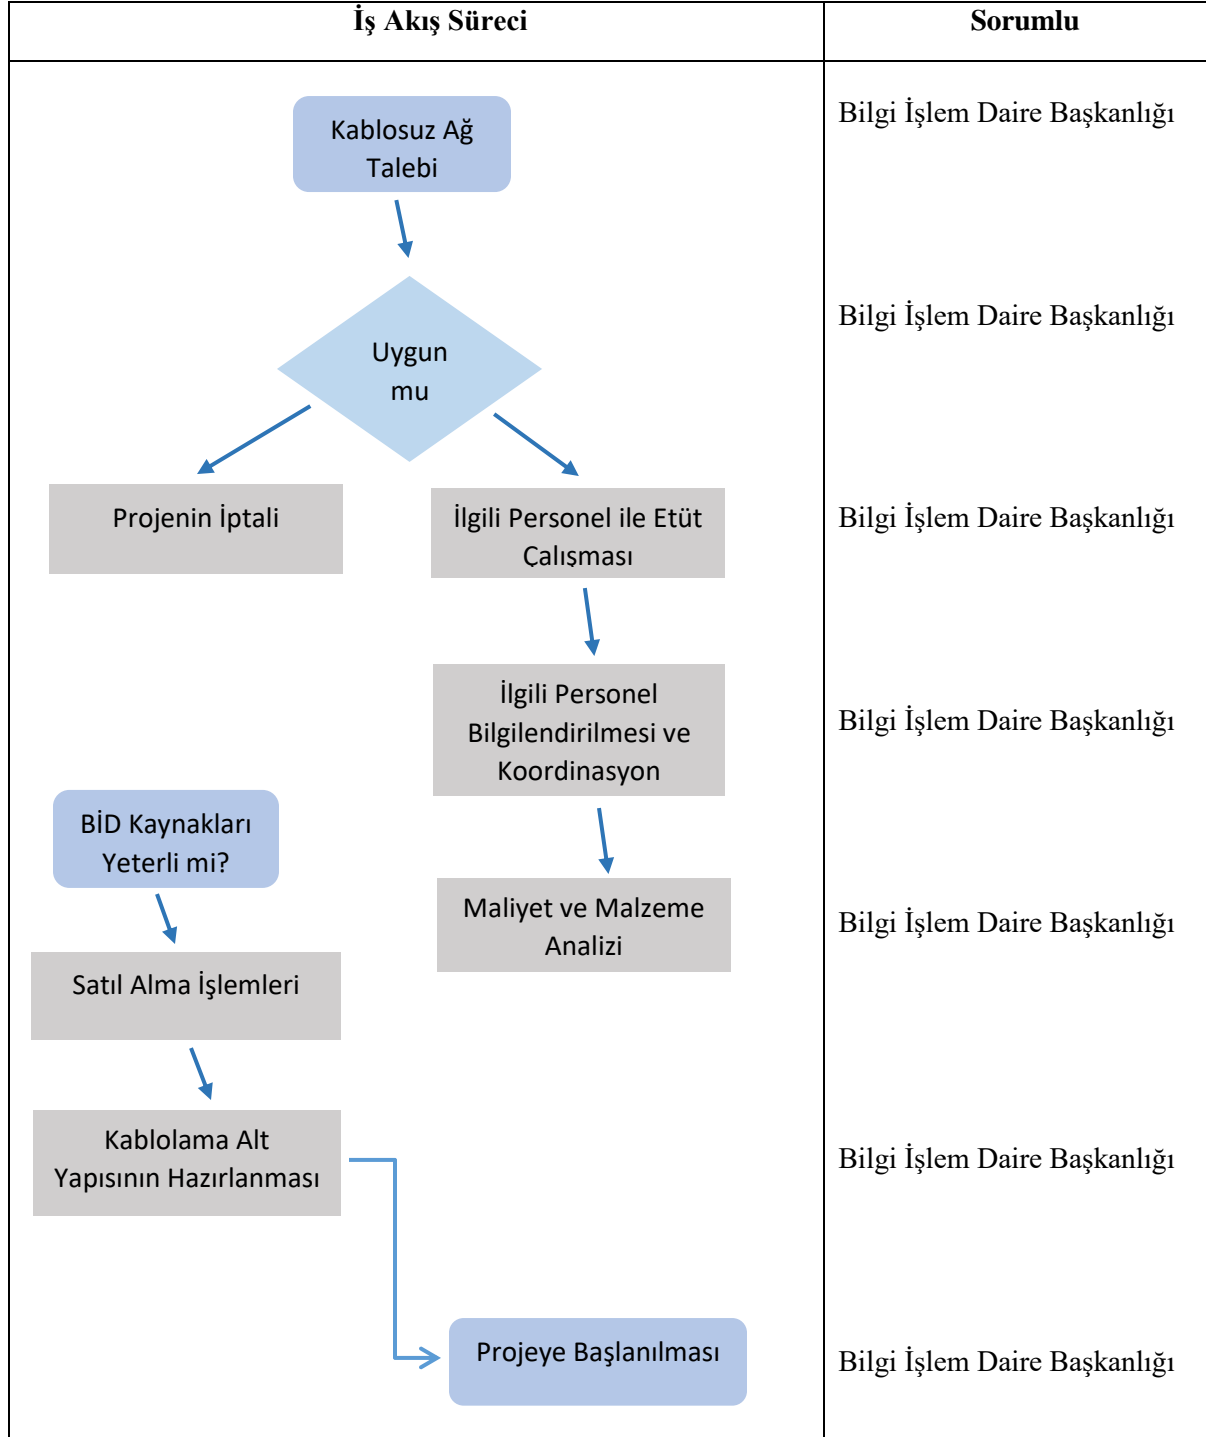 İş Akış Süreci
Sorumlu
Kablosuz Ağ
Talebi
Bilgi İşlem Daire Başkanlığı
Uygun
mu
Bilgi İşlem Daire Başkanlığı
Projenin İptali
İlgili Personel ile Etüt
Çalışması
Bilgi İşlem Daire Başkanlığı
İlgili Personel
Bilgilendirilmesi ve
Koordinasyon
Bilgi İşlem Daire Başkanlığı
BİD Kaynakları
Yeterli mi?
Maliyet ve Malzeme
Analizi
Bilgi İşlem Daire Başkanlığı
Satıl Alma İşlemleri
Kablolama Alt
Yapısının Hazırlanması
Bilgi İşlem Daire Başkanlığı
Projeye Başlanılması
Bilgi İşlem Daire Başkanlığı